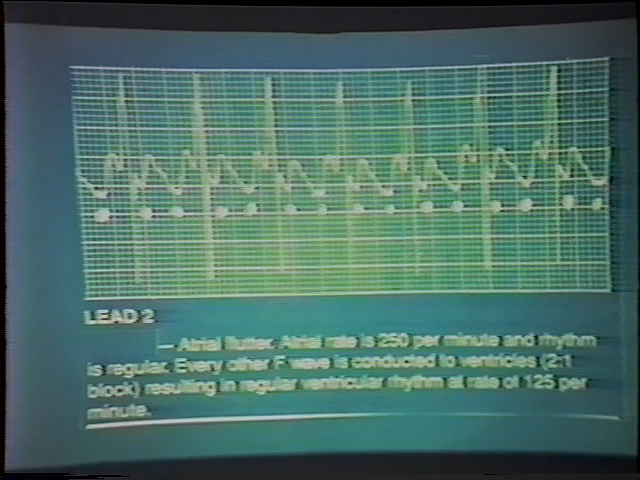 LEAD 2
— Atrial flutter. Atrial rate is 250 per minute and rhythm
is regular. Every other F wave is conducted to ventricles (2:1
block) resulting in regular ventricular rhythm at rate of 125 per
minute.